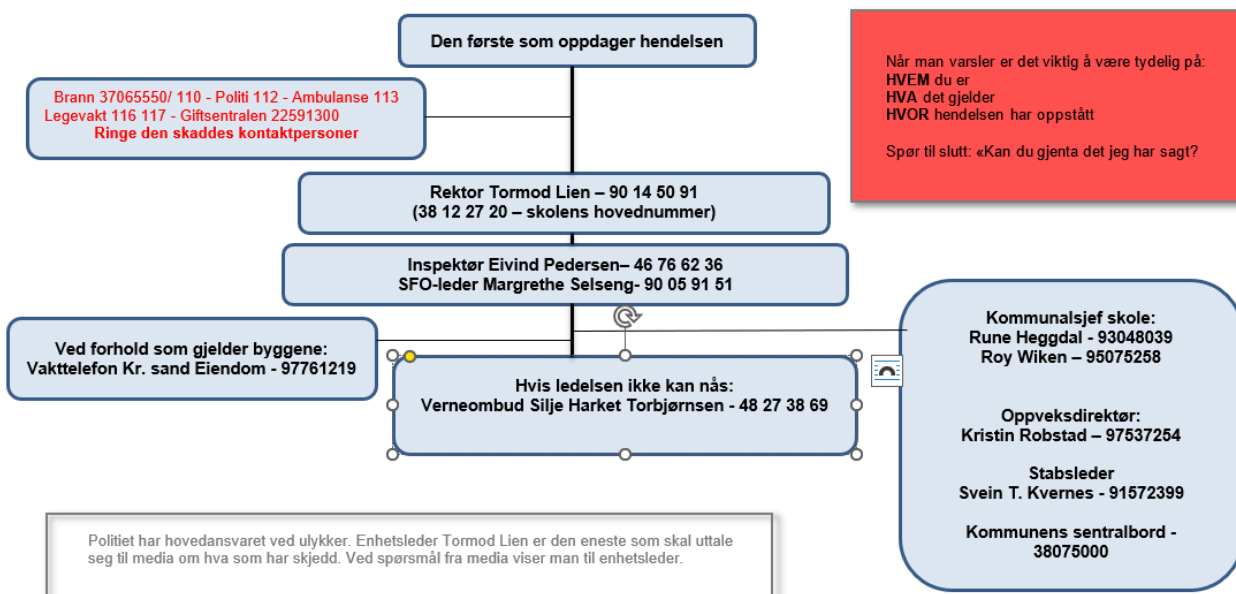 Den første som oppdager hendelsen
Når man varsler er det viktig å være tydelig på:
HVEM du er
HVA det gjelder
HVOR hendelsen har oppstått
Spør til slutt: «Kan du gjenta det jeg har sagt?
Brann 37065550/ 110 - Politi 112 - Ambulanse 113
Legevakt 116 117 - Giftsentralen 22591300
Ringe den skaddes kontaktpersoner
Rektor Tormod Lien – 90 14 50 91
(38 12 27 20 – skolens hovednummer)
Inspektør Eivind Pedersen– 46 76 62 36
SFO-leder Margrethe Selseng- 90 05 91 51
Ved forhold som gjelder byggene:
Vakttelefon Kr. sand Eiendom - 97761219
Hvis ledelsen ikke kan nås:
Verneombud Silje Harket Torbjørnsen - 48 27 38 69
Kommunalsjef skole:
Rune Heggdal - 93048039
Roy Wiken – 95075258
Oppveksdirektør:
Kristin Robstad – 97537254
Stabsleder
Svein T. Kvernes - 91572399
Kommunens sentralbord -
38075000
Politiet har hovedansvaret ved ulykker. Enhetsleder Tormod Lien er den eneste som skal uttale
seg til media om hva som har skjedd. Ved spørsmål fra media viser man til enhetsleder.